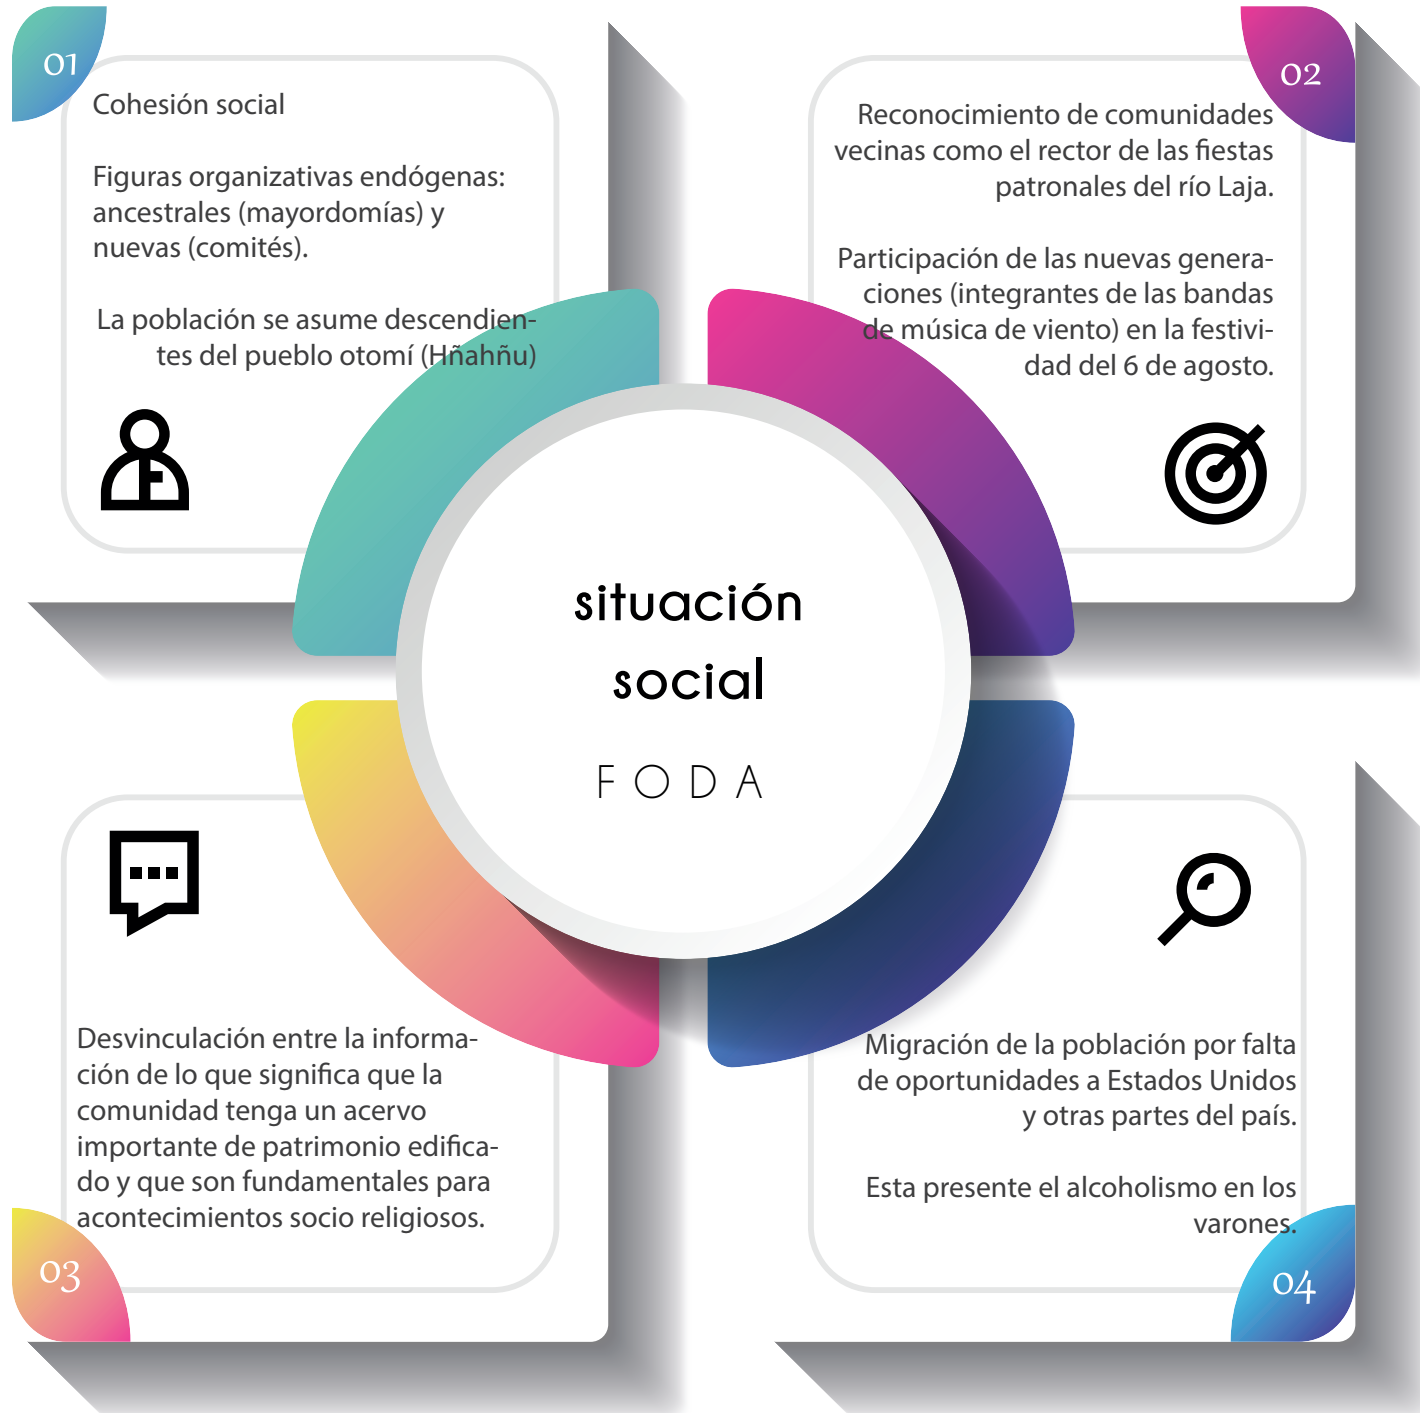 01
Cohesión social
Figuras organizativas endógenas:
ancestrales (mayordomías) y
nuevas (comités).
La población se asume descendien-
tes del pueblo otomí (Hñahñu)
02
Reconocimiento de comunidades
vecinas como el rector de las fiestas
patronales del río Laja.
Participación de las nuevas genera-
ciones (integrantes de las bandas
de música de viento) en la festivi-
dad del 6 de agosto.
situación
social
FODA
Desvinculación entre la informa-
ción de lo que significa que la
comunidad tenga un acervo
importante de patrimonio edifica-
do y que son fundamentales para
acontecimientos socio religiosos.
03
Migración de la población por falta
de oportunidades a Estados Unidos
y otras partes del país.
Esta presente el alcoholismo en los
varones.
04